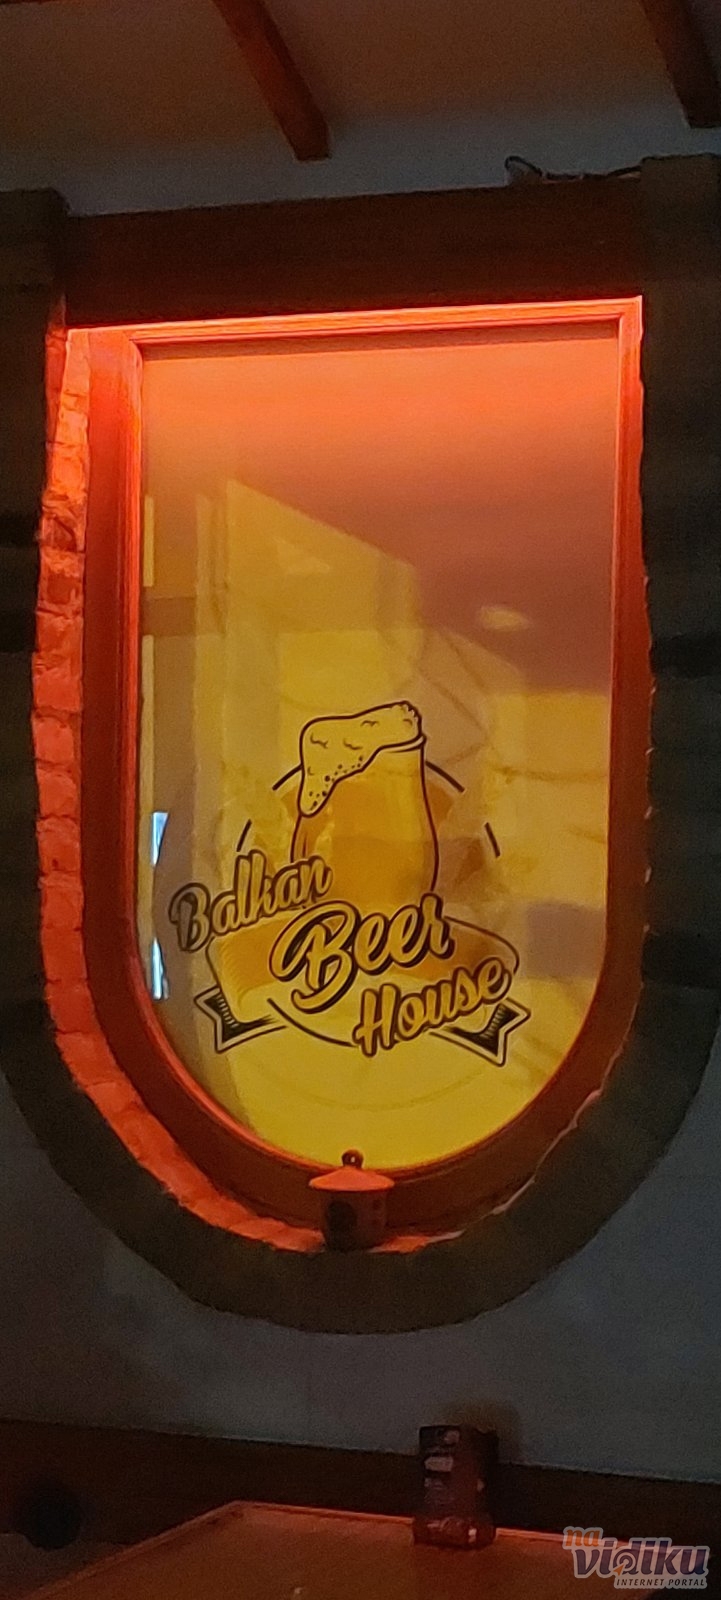 Balkan
Beer
House
na
vidiku
INTERNET PORTAL